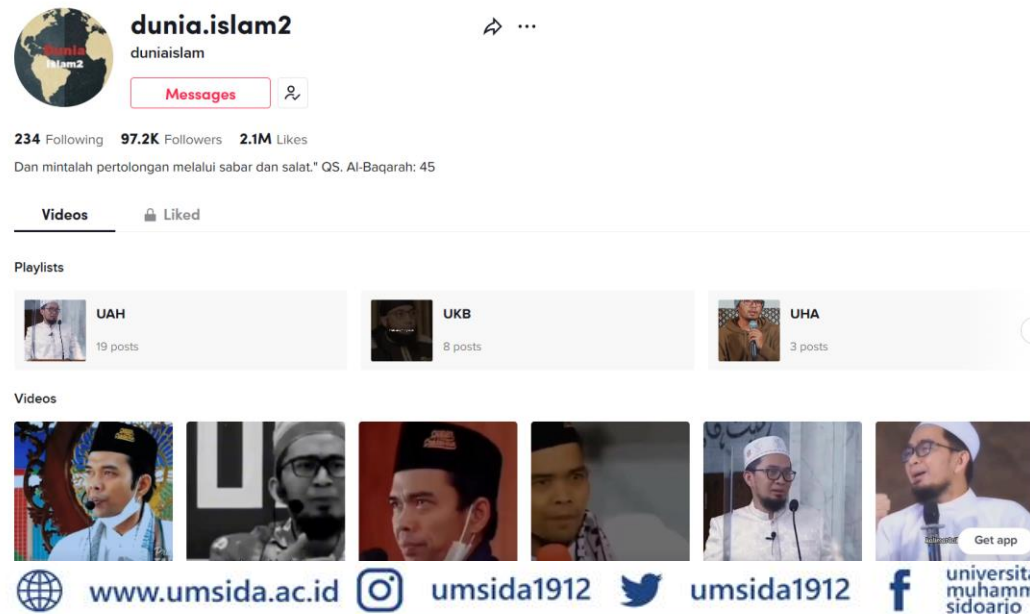 Dunia
Islam2
dunia.islam2
duniaislam
Messages
234 Following 97.2K Followers 2.1M Likes
Dan mintalah pertolongan melalui sabar dan salat." QS. Al-Baqarah: 45
Videos Liked
Playlists
UAH
19 posts
UKB
8 posts
UHA
3 posts
Videos
Get app
www.umsida.ac.id umsida1912 umsida1912
universita
muhamm
sidoarjo